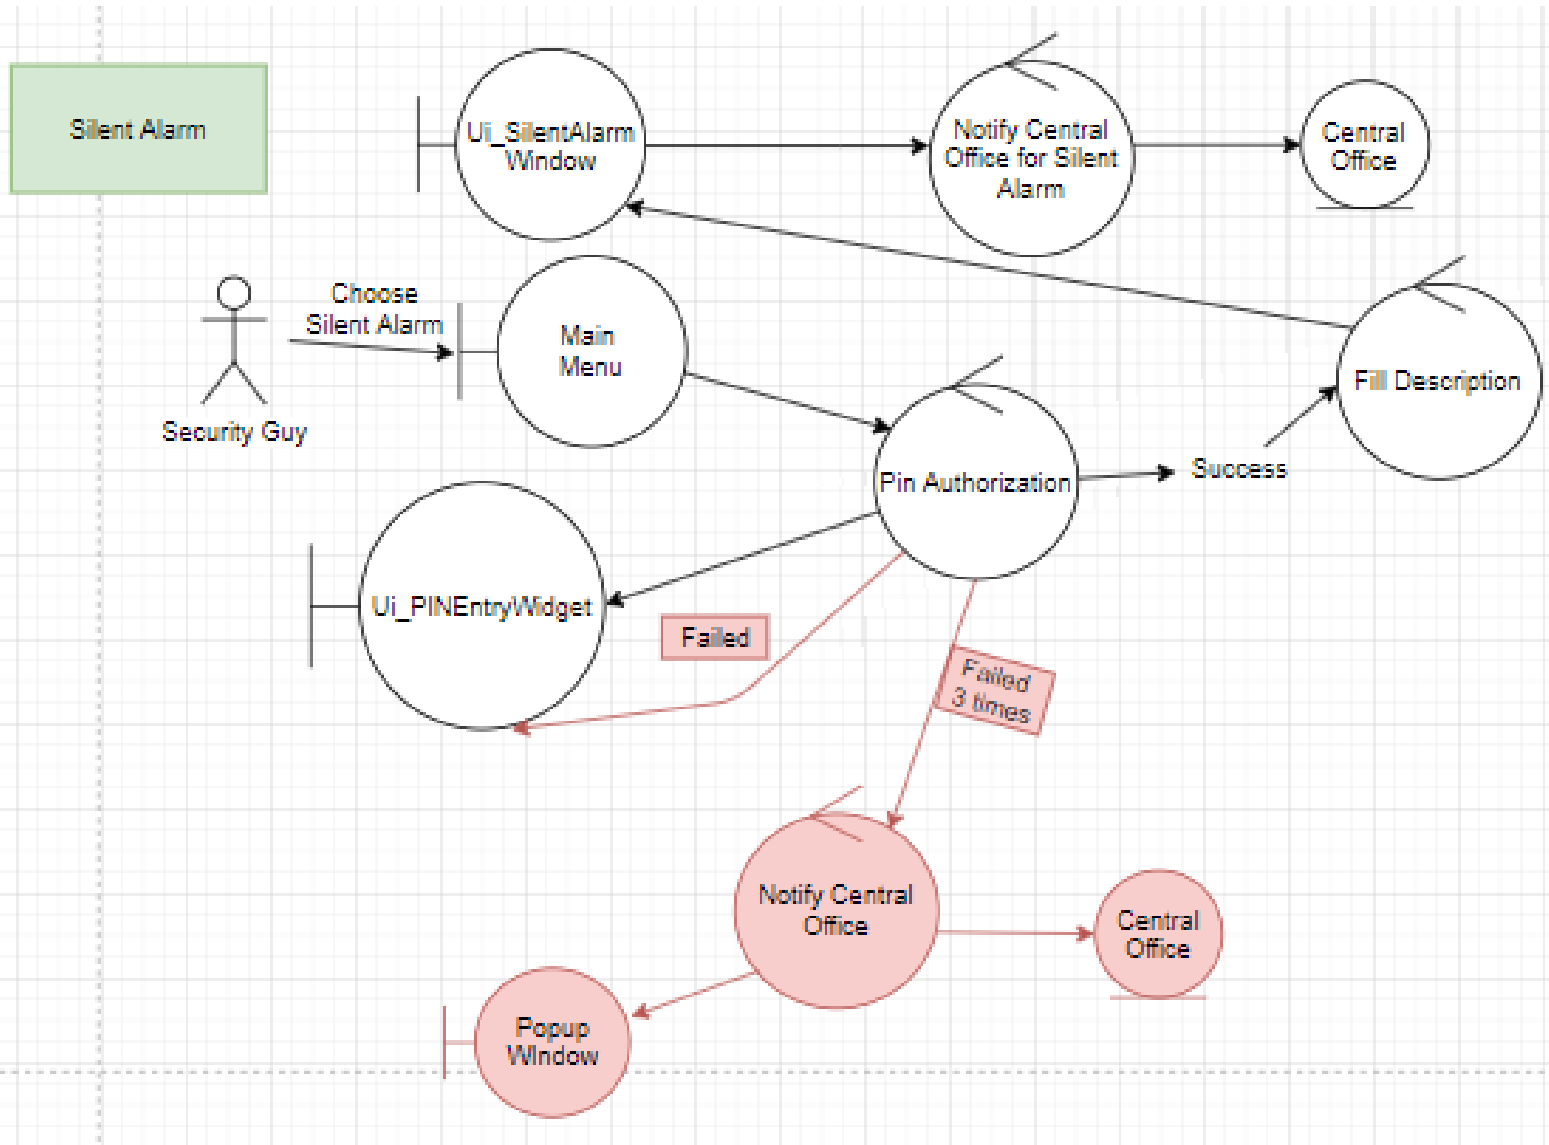 Silent Alarm
Ui_SilentAlarm
Window
Notify Central
Office for Silent
Alarm
Central
Office
Choose
Silent Alarm
Security Guy
Main
Menu
Fill Description
Pin Authorization
Success
Ui_PINEntryWidget
Failed
Failed
3 times
Notify Central
Office
Central
Office
Popup
WIndow